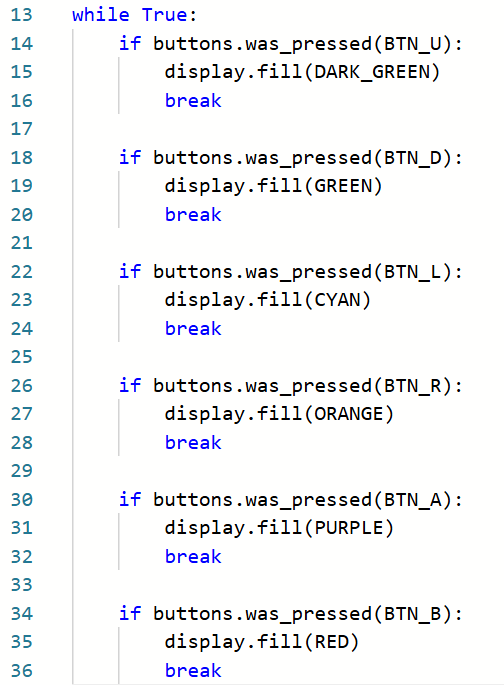 13 while True:
14     if buttons.was_pressed(BTN_U):
15         display.fill(DARK_GREEN)
16         break
17
18     if buttons.was_pressed(BTN_D):
19         display.fill(GREEN)
20         break
21
22     if buttons.was_pressed(BTN_L):
23         display.fill(CYAN)
24         break
25
26     if buttons.was_pressed(BTN_R):
27         display.fill(ORANGE)
28         break
29
30     if buttons.was_pressed(BTN_A):
31         display.fill(PURPLE)
32         break
33
34     if buttons.was_pressed(BTN_B):
35         display.fill(RED)
36         break